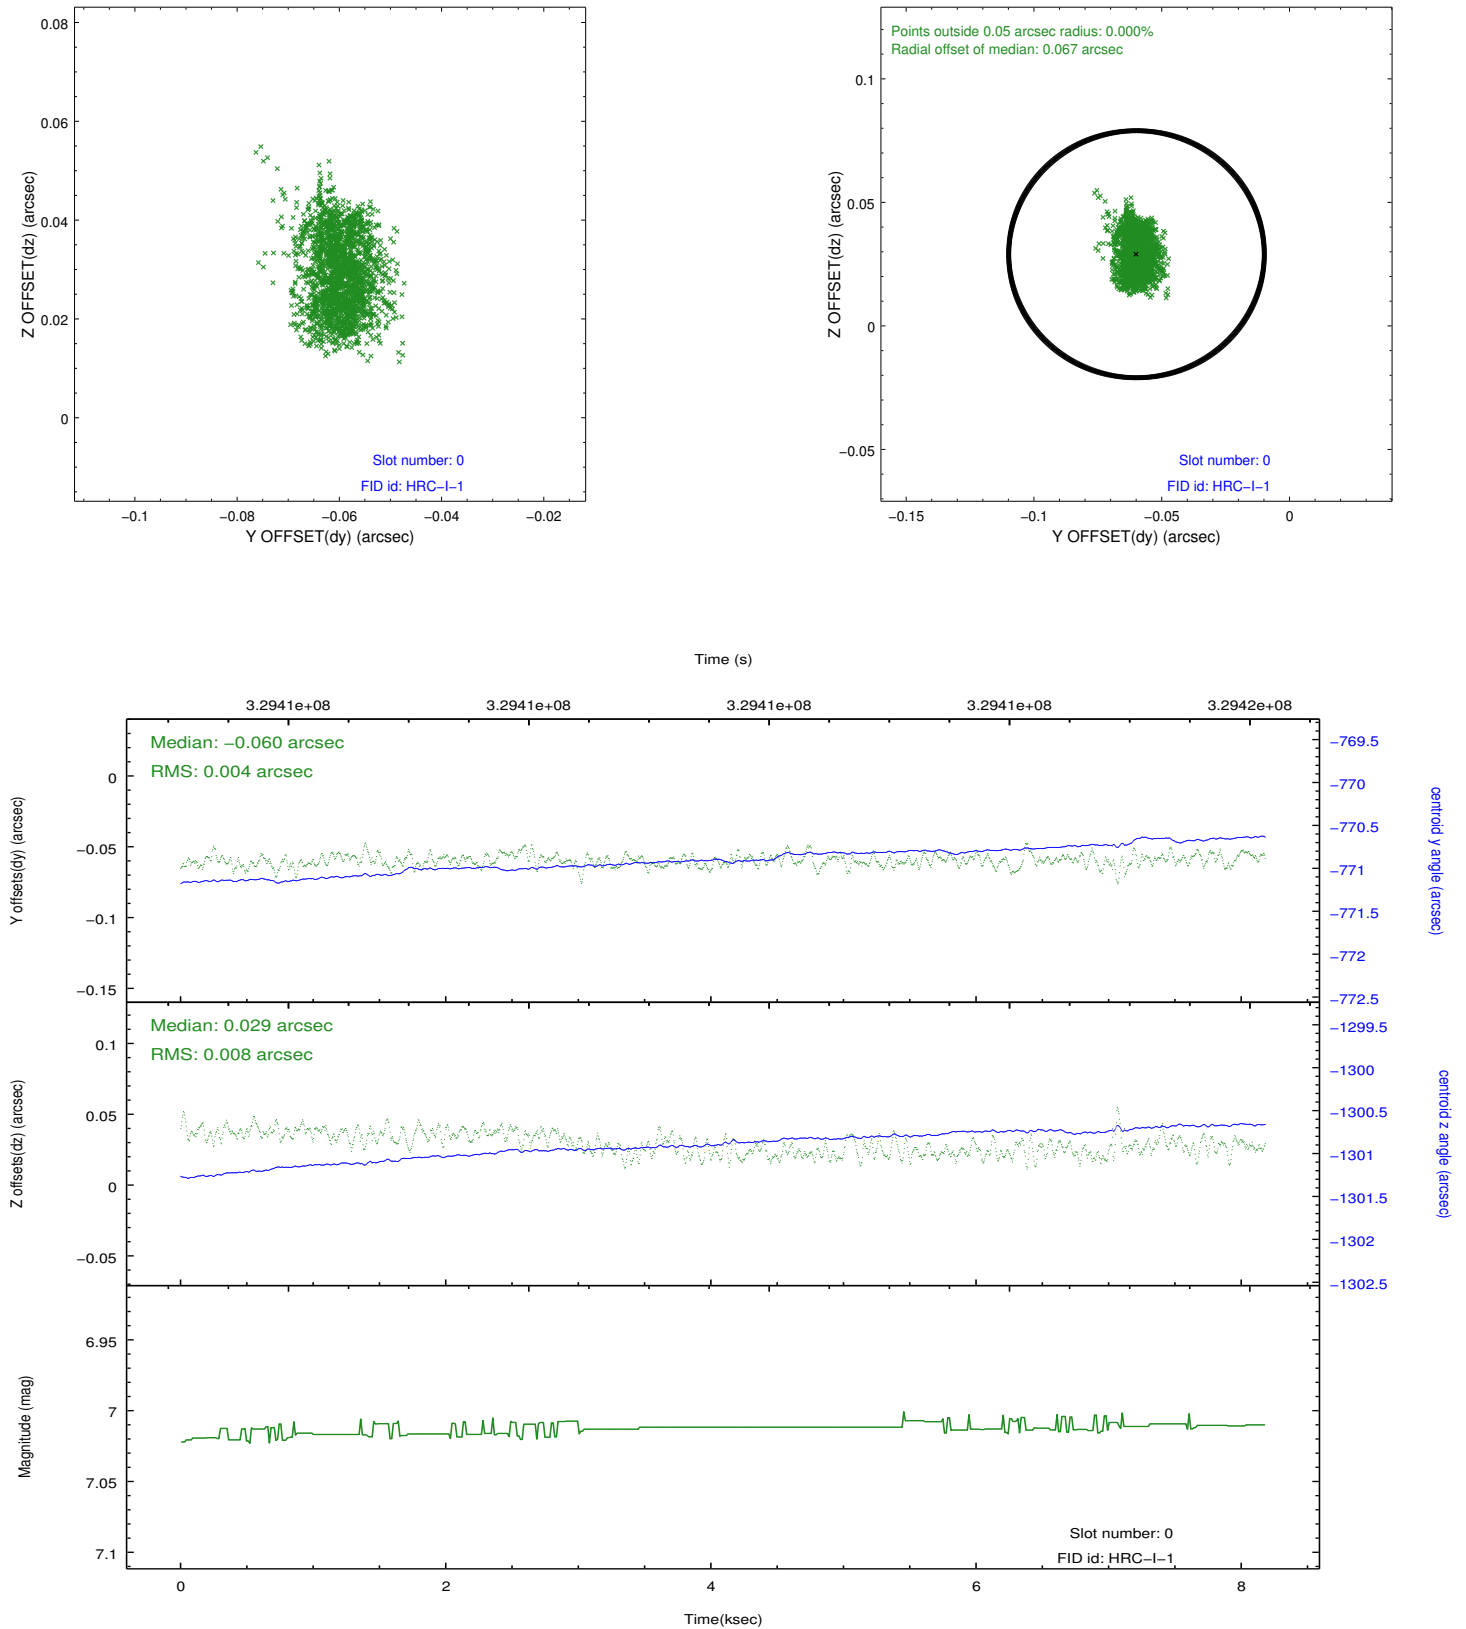 0.08
0.06
0.04
0.02
0
Z OFFSET(dz) (arcsec)
Slot number: 0
FID id: HRC−I−1
−0.1
−0.08
−0.06
−0.04
−0.02
Y OFFSET(dy) (arcsec)
Points outside 0.05 arcsec radius: 0.000%
Radial offset of median: 0.067 arcsec
0.1
0.05
0
−0.05
Z OFFSET(dz) (arcsec)
Slot number: 0
FID id: HRC−I−1
−0.15
−0.1
−0.05
0
Y OFFSET(dy) (arcsec)
Time (s)
3.2941e+08
3.2941e+08
3.2941e+08
3.2941e+08
3.2942e+08
Median: −0.060 arcsec
RMS: 0.004 arcsec
0
−0.05
−0.1
−0.15
Y offsets(dy) (arcsec)
−769.5
−770
−770.5
−771
−771.5
−772
−772.5
centroid y angle (arcsec)
Median: 0.029 arcsec
RMS: 0.008 arcsec
0.1
0.05
0
−0.05
Z offsets(dz) (arcsec)
−1299.5
−1300
−1300.5
−1301
−1301.5
−1302
−1302.5
centroid z angle (arcsec)
6.95
7
7.05
7.1
Magnitude (mag)
Slot number: 0
FID id: HRC−I−1
0
2
4
6
8
Time(ksec)